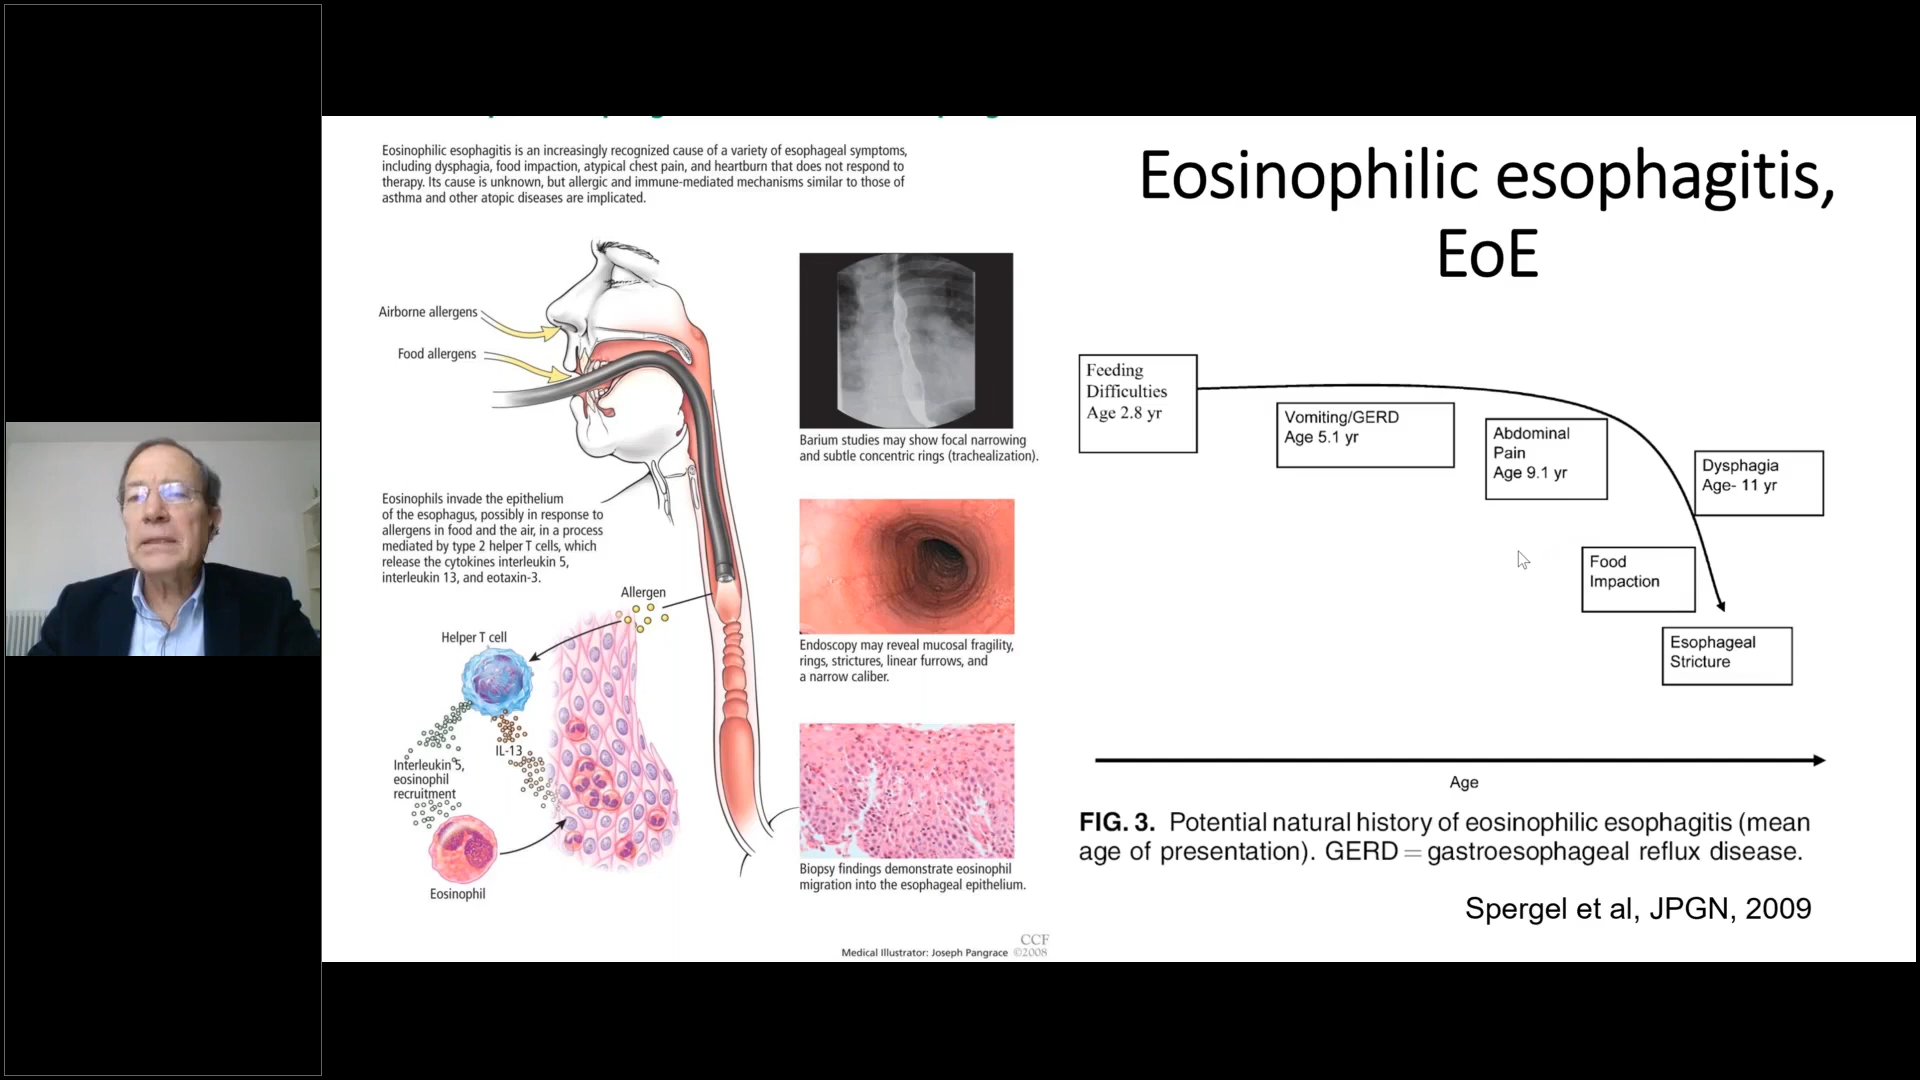 Eosinophilic esophagitis is an increasingly recognized cause of a variety of esophageal symptoms,
including dysphagia, food impaction, atypical chest pain, and heartburn that does not respond to
therapy. Its cause is unknown, but allergic and immune-mediated mechanisms similar to those of
asthma and other atopic diseases are implicated.
Airborne allergens
Food allergens
Barium studies may show focal narrowing
and subtle concentric rings (trachealization).
Eosinophils invade the epithelium
of the esophagus, possibly in response to
allergens in food and the air, in a process
mediated by type 2 helper T cells, which
release the cytokines interleukin 5,
interleukin 13, and eotaxin-3.
Allergen
Helper T cell
IL-13
Interleukin 5,
eosinophil
recruitment
Eosinophil
Endoscopy may reveal mucosal fragility,
rings, strictures, linear furrows, and
a narrow caliber.
Biopsy findings demonstrate eosinophil
migration into the esophageal epithelium.
CCF
Medical Illustrator: Joseph Pangrace ©2008
Eosinophilic esophagitis,
EoE
Feeding
Difficulties
Age 2.8 yr
Vomiting/GERD
Age 5.1 yr
Abdominal
Pain
Age 9.1 yr
Dysphagia
Age- 11 yr
Food
Impaction
Esophageal
Stricture
Age
FIG. 3. Potential natural history of eosinophilic esophagitis (mean
age of presentation). GERD = gastroesophageal reflux disease.
Spergel et al, JPGN, 2009